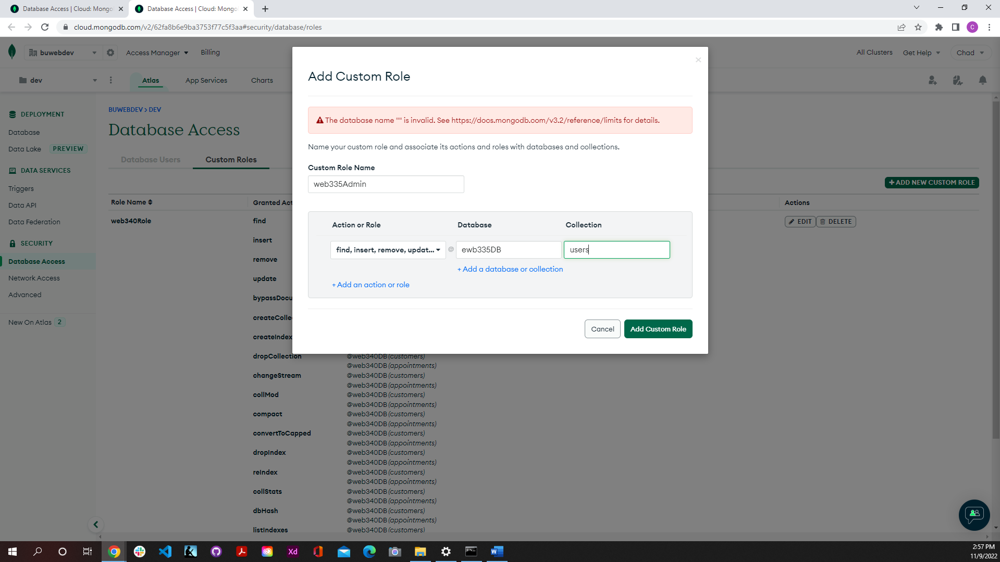 Database Access | Cloud: Mongo
Database Access | Cloud: Mongo
cloud.mongodb.com/v2/62fa8b6e9ba3753f77c5f3aa#security/database/roles
C
buwebdev
Access Manager
Billing
All Clusters
Get Help
Chad
dev
Atlas
App Services
Charts
DEPLOYMENT
Database
Data Lake PREVIEW
DATA SERVICES
Triggers
Data API
Data Federation
SECURITY
Database Access
Network Access
Advanced
New On Atlas 2
BUWEBDEV > DEV
Database Access
Database Users
Custom Roles
+ ADD NEW CUSTOM ROLE
Role Name
Granted Act
Actions
web340Role
EDIT
DELETE
find
insert
remove
update
bypassDocu
createColle
createIndex
dropCollection
@web340DB (customers)
@web340DB (appointments)
changeStream
@web340DB (customers)
@web340DB (appointments)
collMod
@web340DB (customers)
@web340DB (appointments)
compact
@web340DB (customers)
@web340DB (appointments)
convertToCapped
@web340DB (customers)
@web340DB (appointments)
dropIndex
@web340DB (customers)
@web340DB (appointments)
reIndex
@web340DB (customers)
@web340DB (appointments)
collStats
@web340DB (customers)
@web340DB (appointments)
dbHash
@web340DB (customers)
@web340DB (appointments)
listIndexes
@web340DB (customers)
Add Custom Role
The database name "" is invalid. See https://docs.mongodb.com/v3.2/reference/limits for details.
Name your custom role and associate its actions and roles with databases and collections.
Custom Role Name
web335Admin
Action or Role
Database
Collection
find, insert, remove, updat...
@
ewb335DB
users
+ Add a database or collection
+ Add an action or role
Cancel
Add Custom Role
Xd
W
2:57 PM
11/9/2022